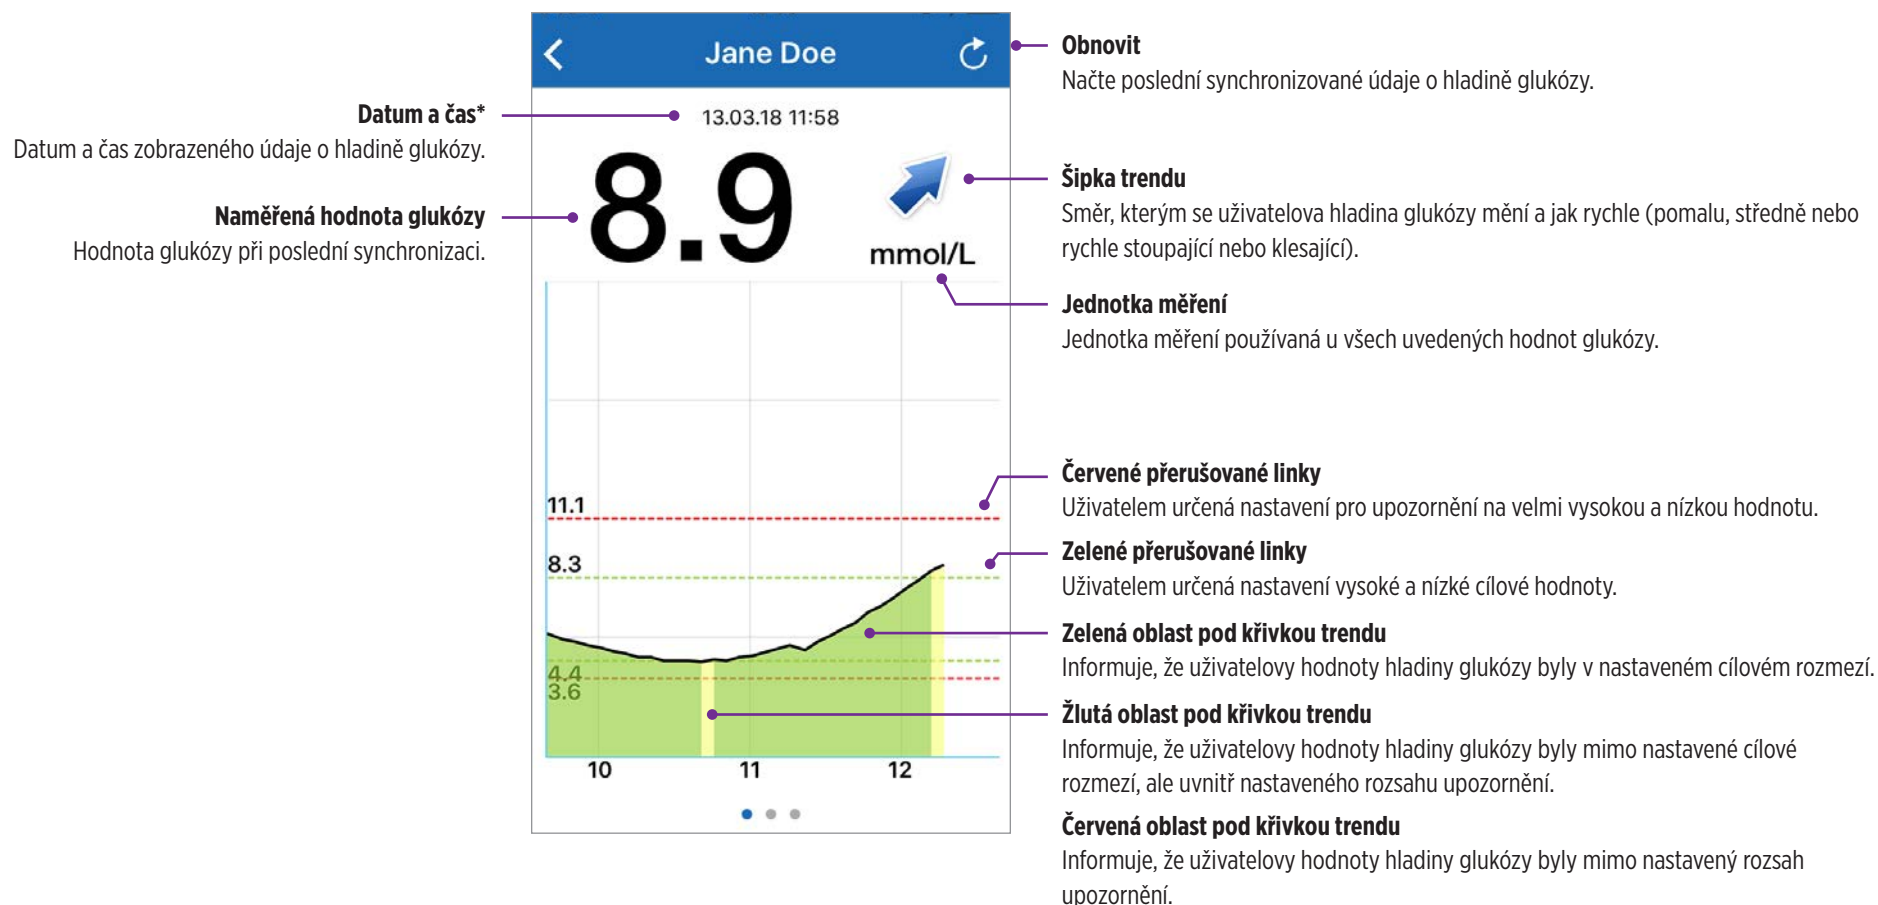 Jane Doe
13.03.18 11:58
8.9
mmol/L
11.1
8.3
4.4
3.6
10 11 12
Datum a čas*
Datum a čas zobrazeného údaje o hladině glukózy.
Naměřená hodnota glukózy
Hodnota glukózy při poslední synchronizaci.
Obnovit
Načte poslední synchronizované údaje o hladině glukózy.
Šipka trendu
Směr, kterým se uživatelova hladina glukózy mění a jak rychle (pomalu, středně nebo
rychle stoupající nebo klesající).
Jednotka měření
Jednotka měření používaná u všech uvedených hodnot glukózy.
Červené přerušované linky
Uživatelem určená nastavení pro upozornění na velmi vysokou a nízkou hodnotu.
Zelené přerušované linky
Uživatelem určená nastavení vysoké a nízké cílové hodnoty.
Zelená oblast pod křivkou trendu
Informuje, že uživatelovy hodnoty hladiny glukózy byly v nastaveném cílovém rozmezí.
Žlutá oblast pod křivkou trendu
Informuje, že uživatelovy hodnoty hladiny glukózy byly mimo nastavené cílové
rozmezí, ale uvnitř nastaveného rozsahu upozornění.
Červená oblast pod křivkou trendu
Informuje, že uživatelovy hodnoty hladiny glukózy byly mimo nastavený rozsah
upozornění.